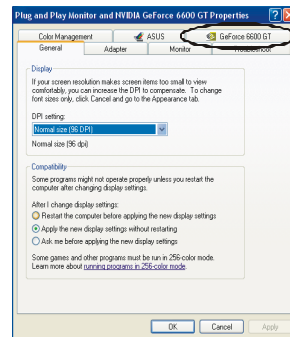 Plug and Play Monitor and NVIDIA GeForce 6600 GT Properties
Color Management
ASUS
GeForce 6600 GT
General
Adapter
Monitor
Troubleshoot
Display
If your screen resolution makes screen items too small to view
comfortably, you can increase the DPI to compensate. To change
font sizes only, click Cancel and go to the Appearance tab.
DPI setting:
Normal size (96 DPI)
Normal size (96 dpi)
Compatibility
Some programs might not operate properly unless you restart the
computer after changing display settings.
After I change display settings:
Restart the computer before applying the new display settings
Apply the new display settings without restarting
Ask me before applying the new display settings
Some games and other programs must be run in 256-color mode.
Learn more about running programs in 256-color mode.
OK
Cancel
Apply